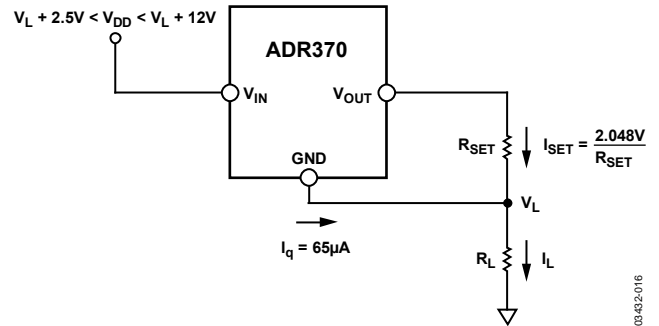 V_L + 2.5V < V_DD < V_L + 12V
ADR370
V_IN
V_OUT
GND
R_SET
I_SET = 2.048V / R_SET
V_L
I_q = 65µA
R_L
I_L
03432-016